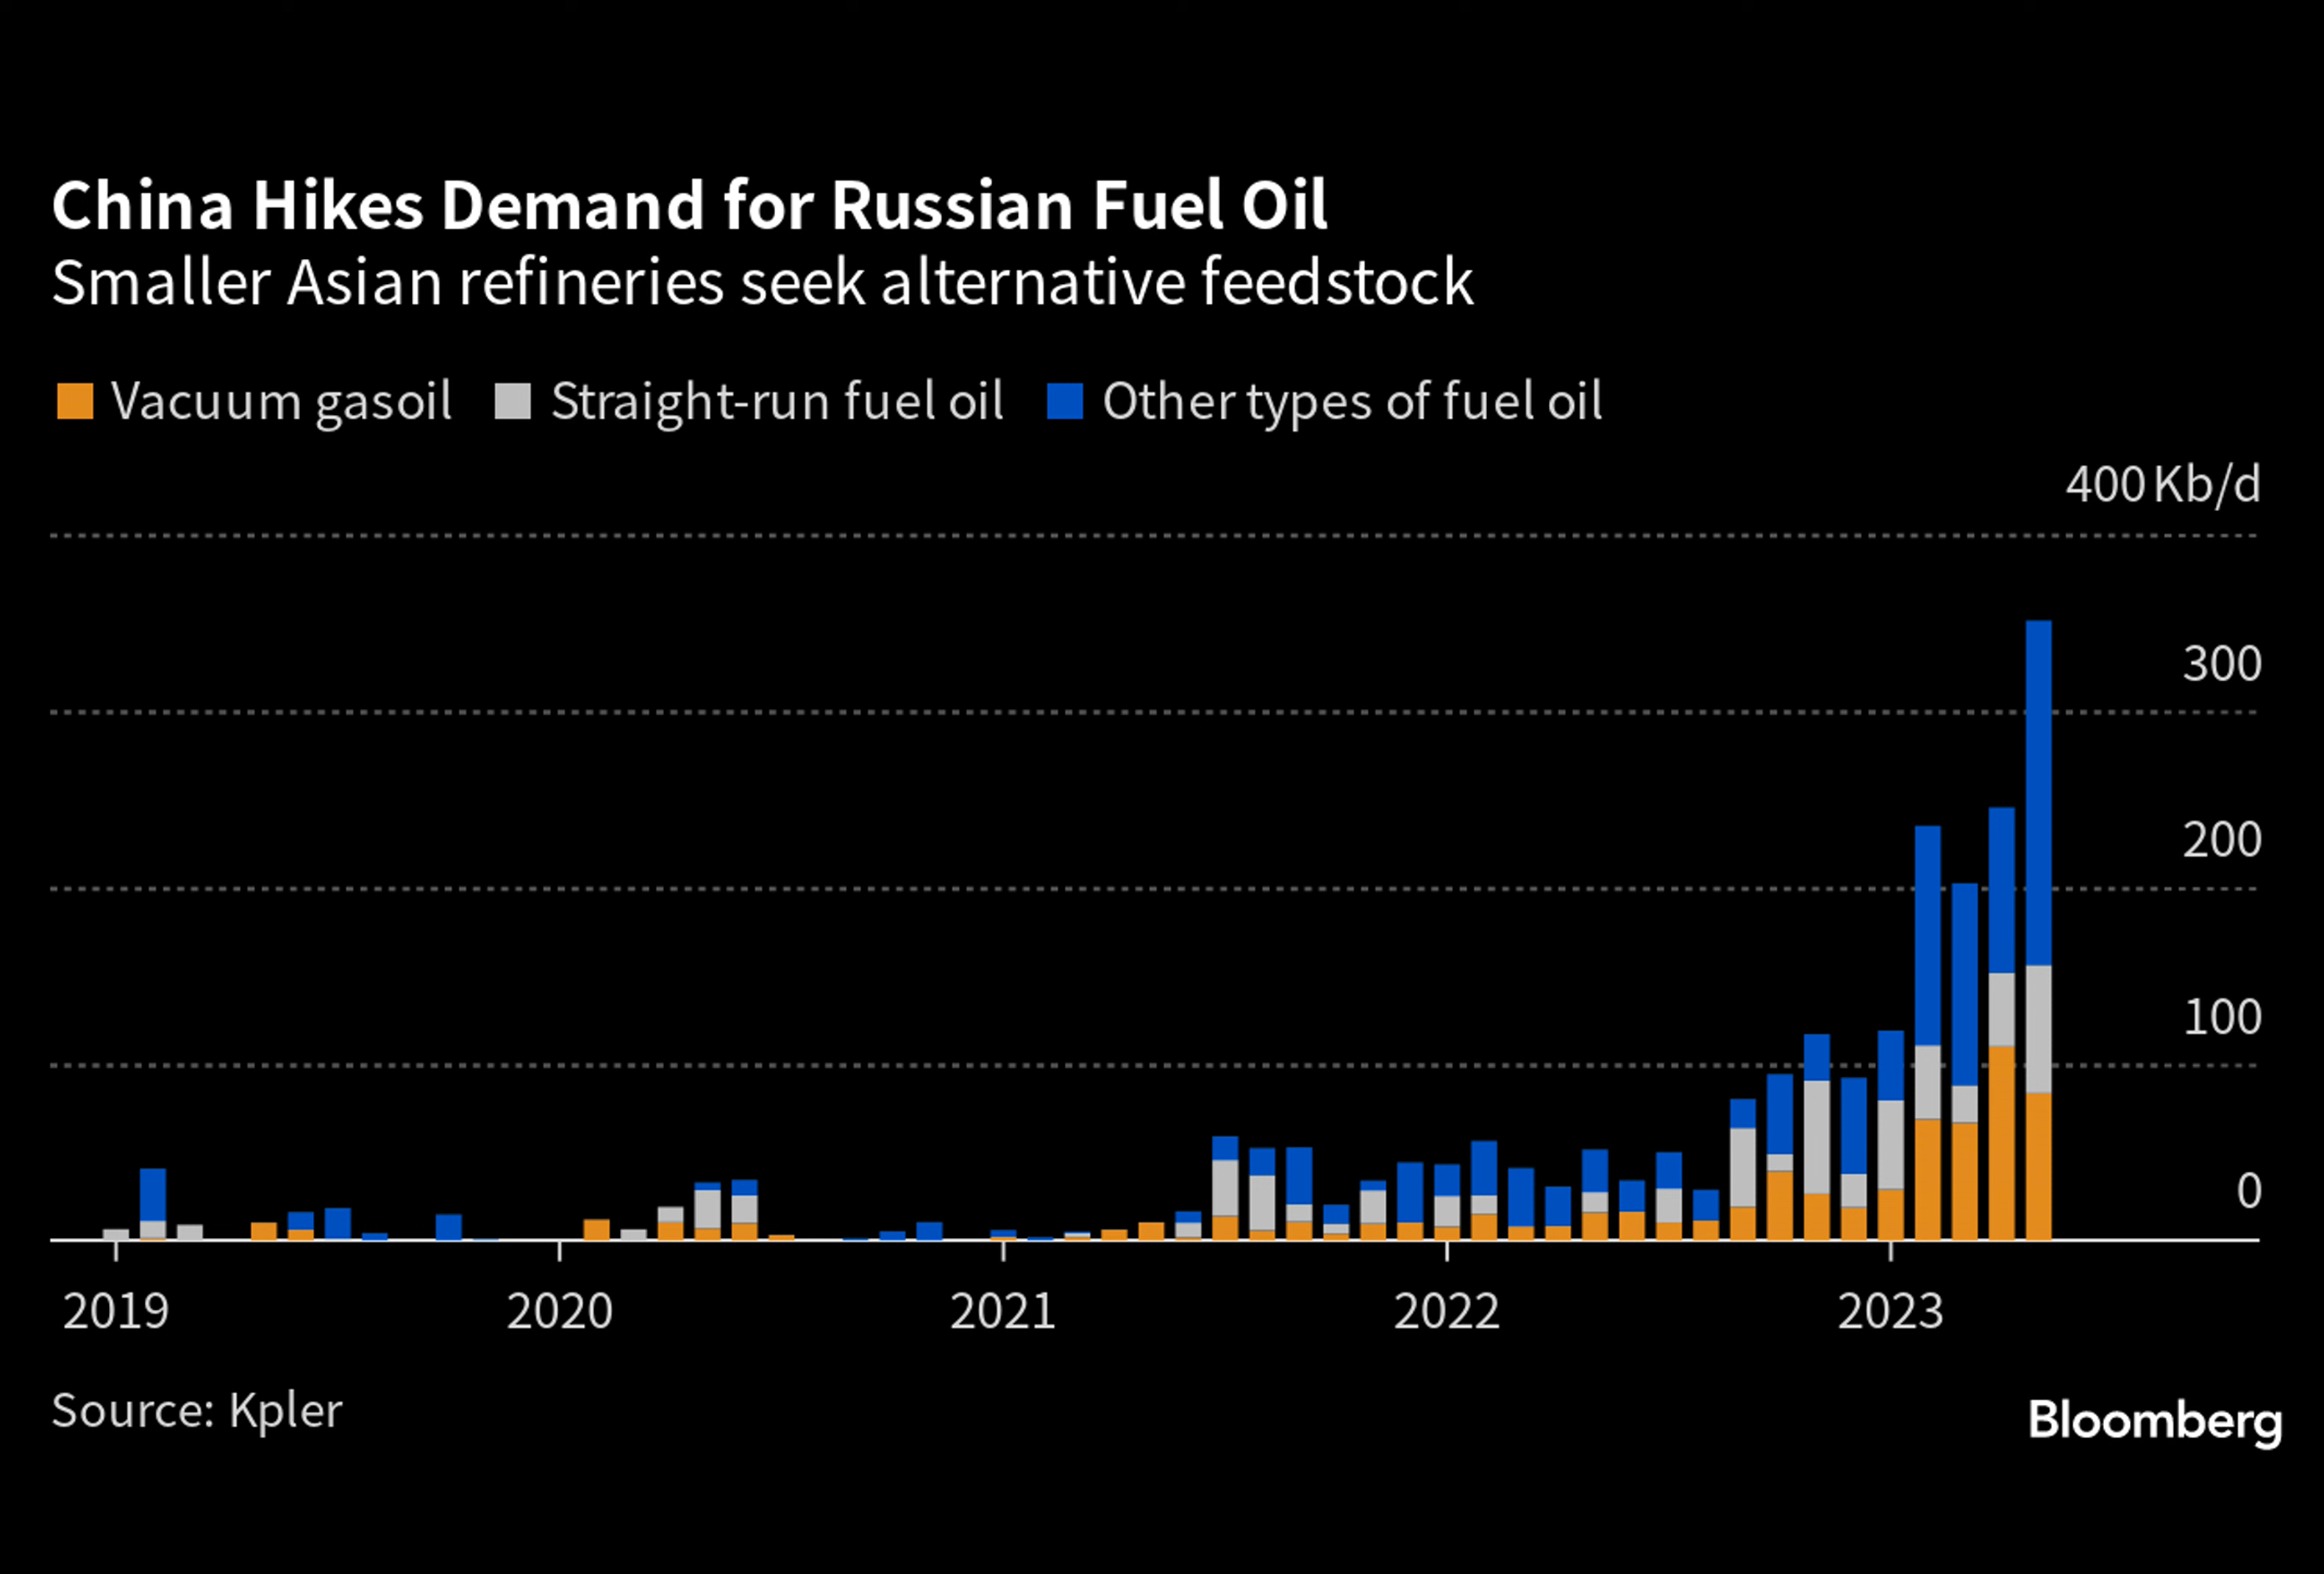 China Hikes Demand for Russian Fuel Oil
Smaller Asian refineries seek alternative feedstock
Vacuum gasoil Straight-run fuel oil Other types of fuel oil
400 Kb/d
300
200
100
0
2019 2020 2021 2022 2023
Source: Kpler
Bloomberg